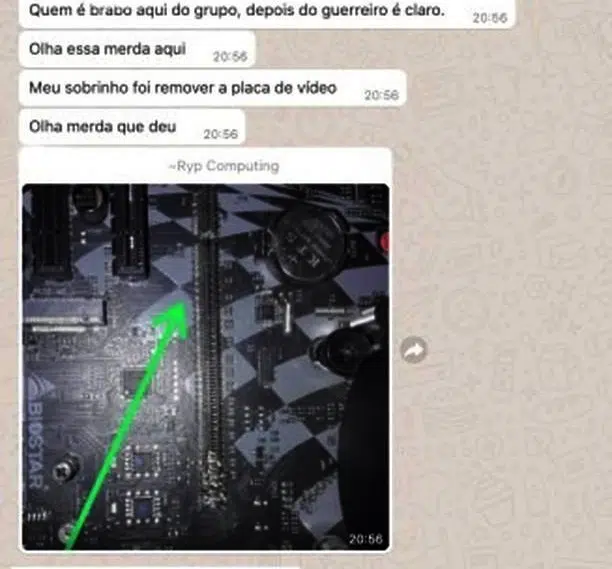 Quem é brabo aqui do grupo, depois do guerreiro é claro.
20:56
Olha essa merda aqui
20:56
Meu sobrinho foi remover a placa de vídeo
20:56
Olha merda que deu
20:56
~Ryp Computing
BIOSTAR
20:56